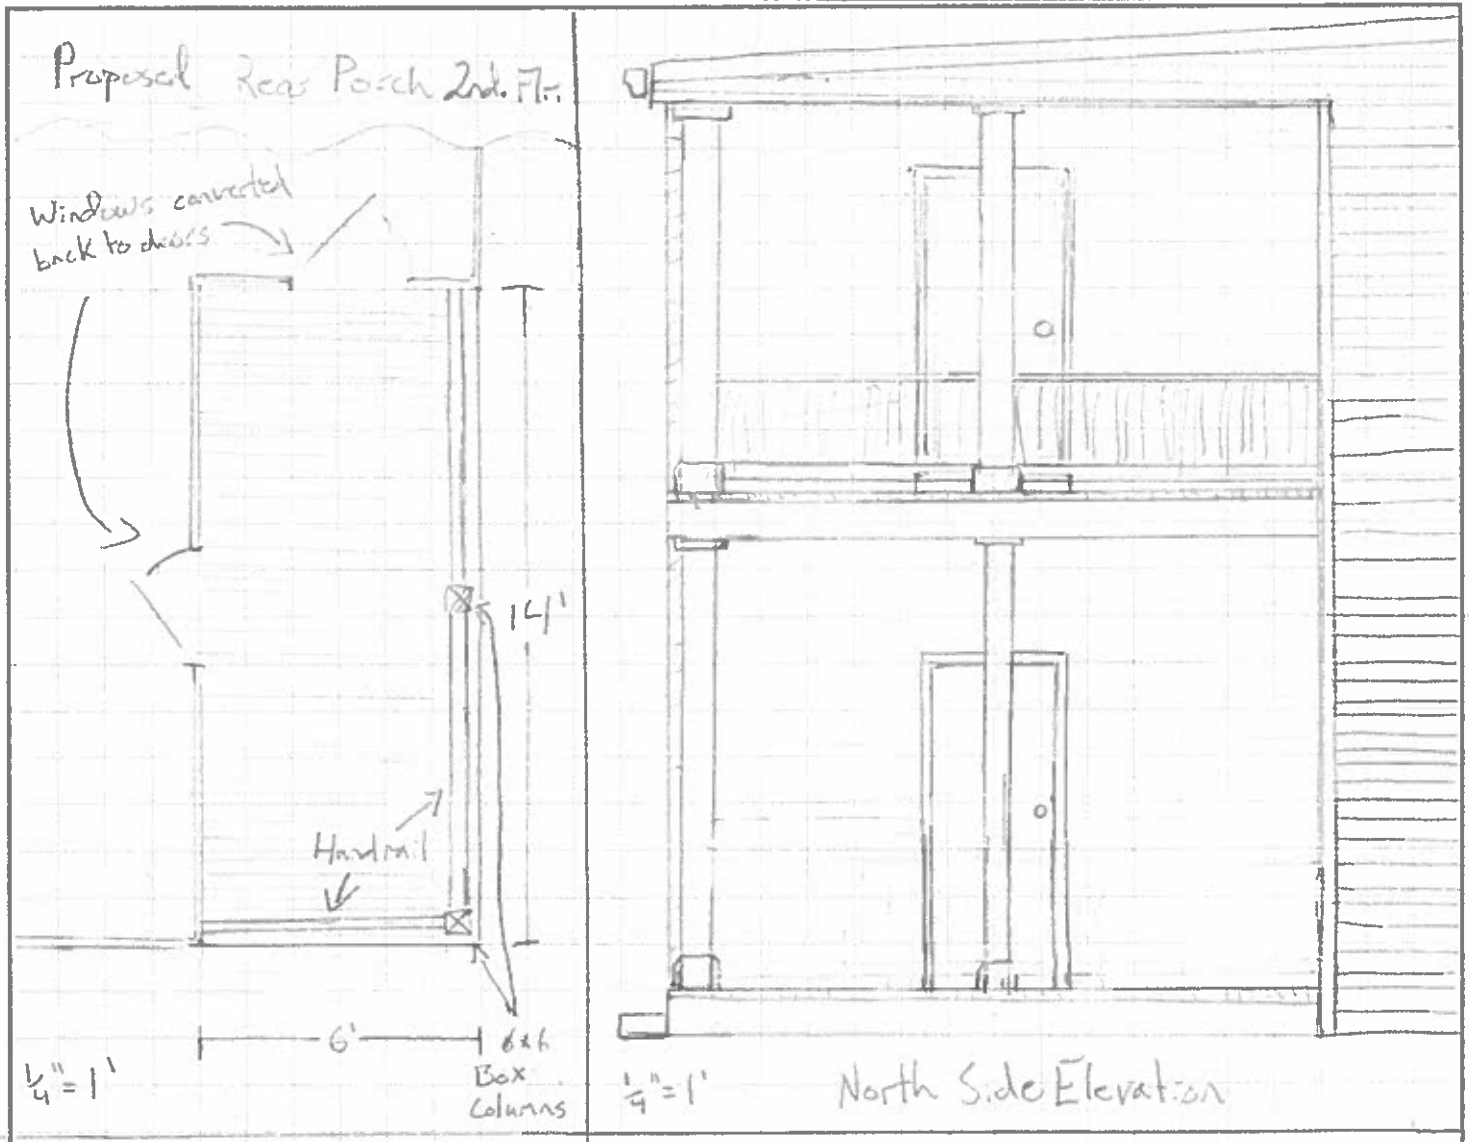 Proposal Rear Porch 2nd. Flr.
Windows converted
back to doors
14'
Handrail
6'
6x6
Box
Columns
1/4" = 1'
1/4" = 1'
North Side Elevation